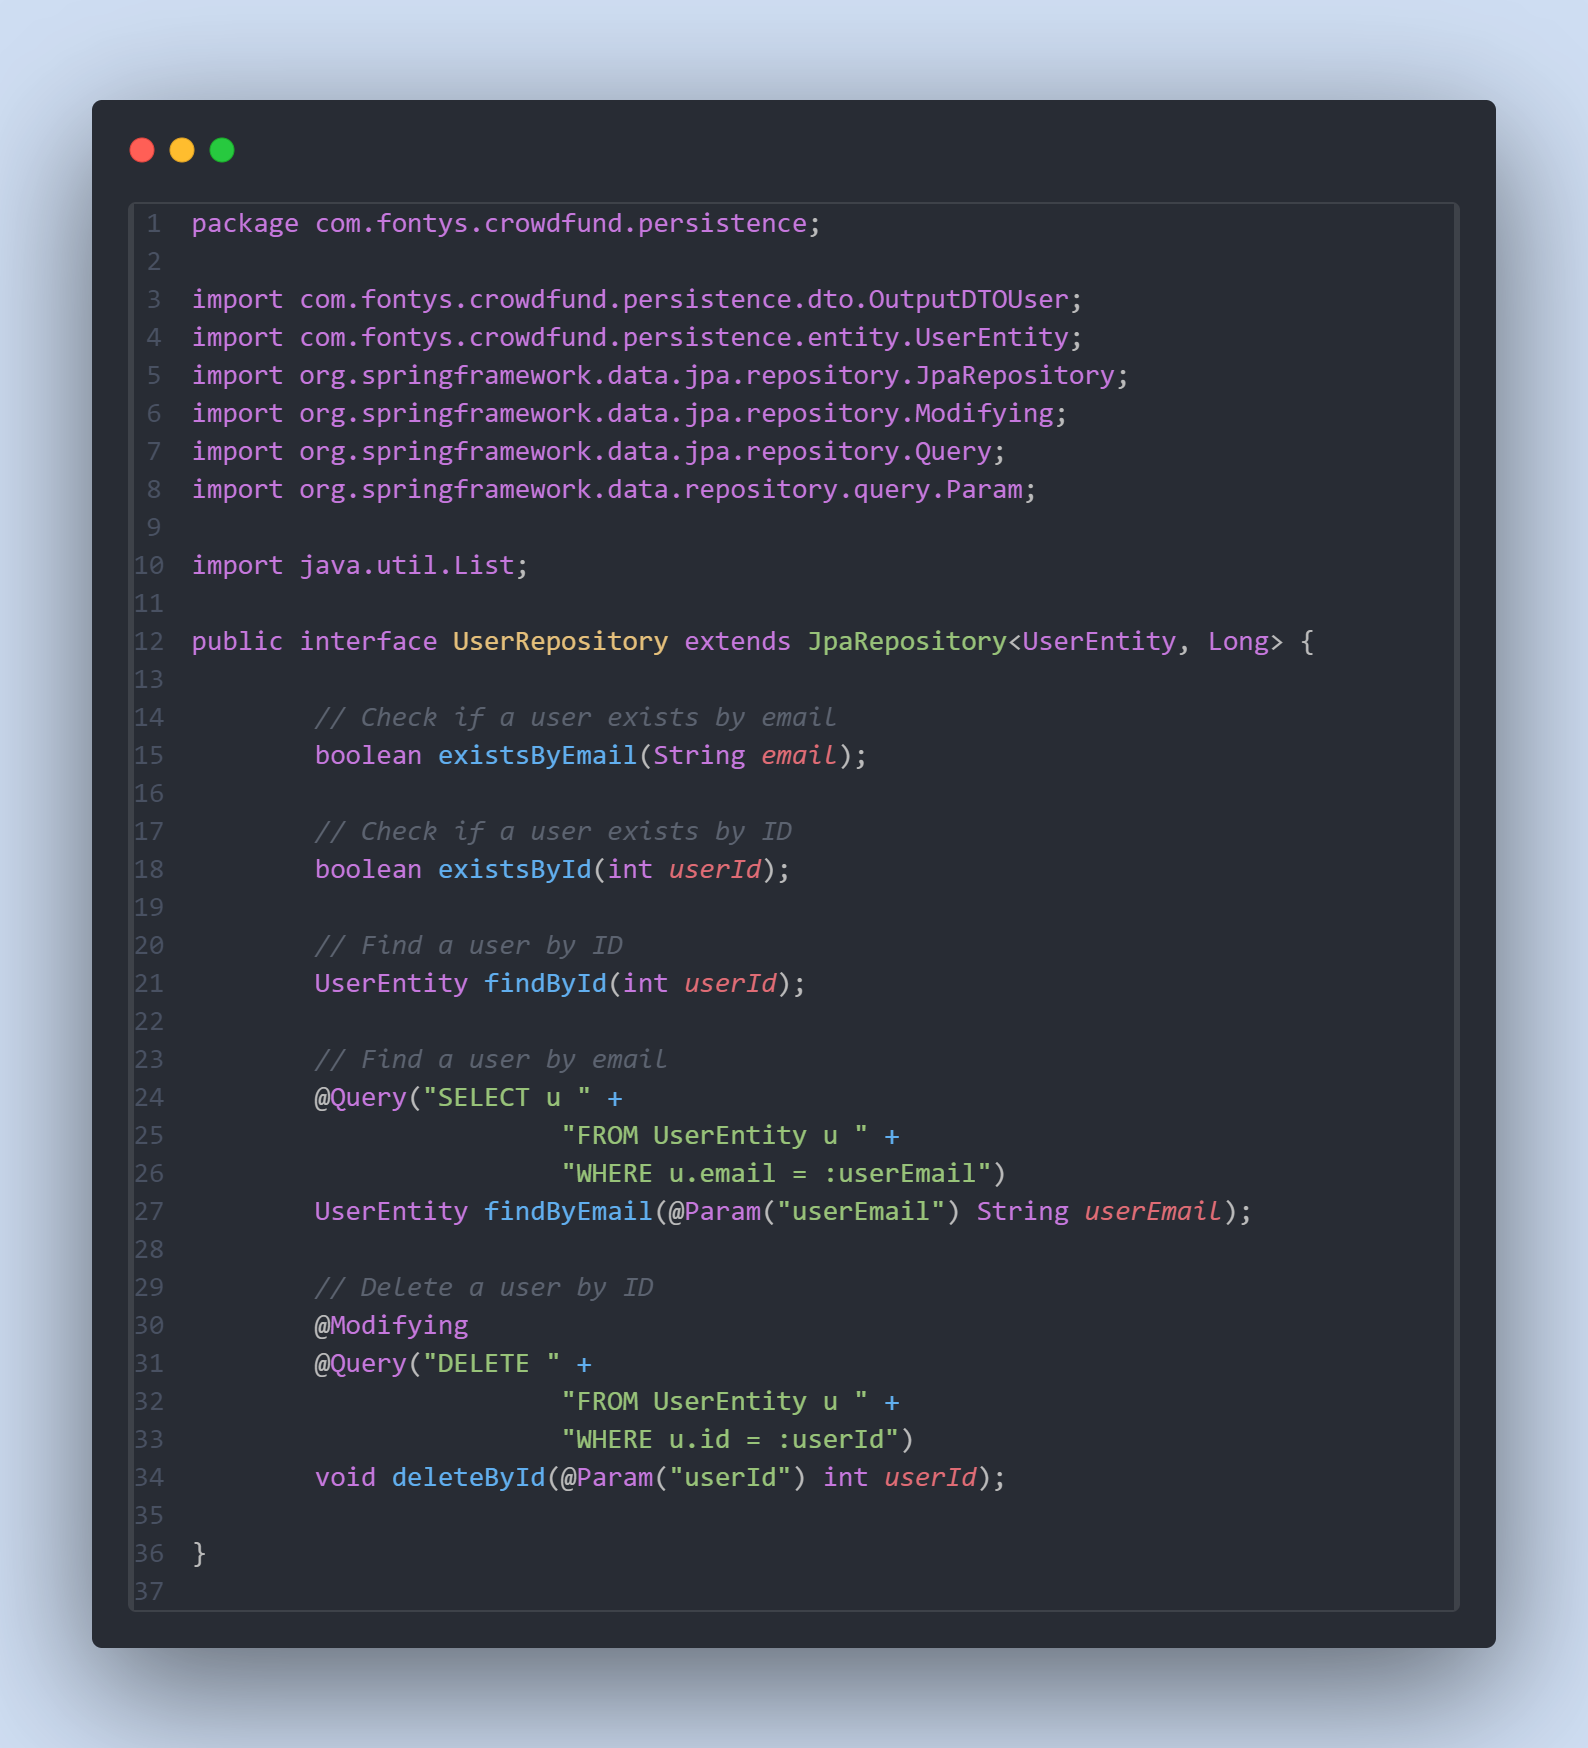 1 package com.fontys.crowdfund.persistence;
2
3 import com.fontys.crowdfund.persistence.dto.OutputDTOUser;
4 import com.fontys.crowdfund.persistence.entity.UserEntity;
5 import org.springframework.data.jpa.repository.JpaRepository;
6 import org.springframework.data.jpa.repository.Modifying;
7 import org.springframework.data.jpa.repository.Query;
8 import org.springframework.data.repository.query.Param;
9
10 import java.util.List;
11
12 public interface UserRepository extends JpaRepository<UserEntity, Long> {
13
14         // Check if a user exists by email
15         boolean existsByEmail(String email);
16
17         // Check if a user exists by ID
18         boolean existsById(int userId);
19
20         // Find a user by ID
21         UserEntity findById(int userId);
22
23         // Find a user by email
24         @Query("SELECT u " +
25                         "FROM UserEntity u " +
26                         "WHERE u.email = :userEmail")
27         UserEntity findByEmail(@Param("userEmail") String userEmail);
28
29         // Delete a user by ID
30         @Modifying
31         @Query("DELETE " +
32                         "FROM UserEntity u " +
33                         "WHERE u.id = :userId")
34         void deleteById(@Param("userId") int userId);
35
36 }
37